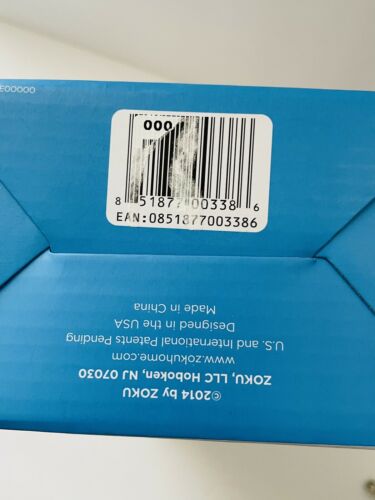 000
8 51877 00338 6
EAN:0851877003386
©2014 by ZOKU
ZOKU, LLC Hoboken, NJ 07030
www.zokuhome.com
U.S. and International Patents Pending
Designed in the USA
Made in China